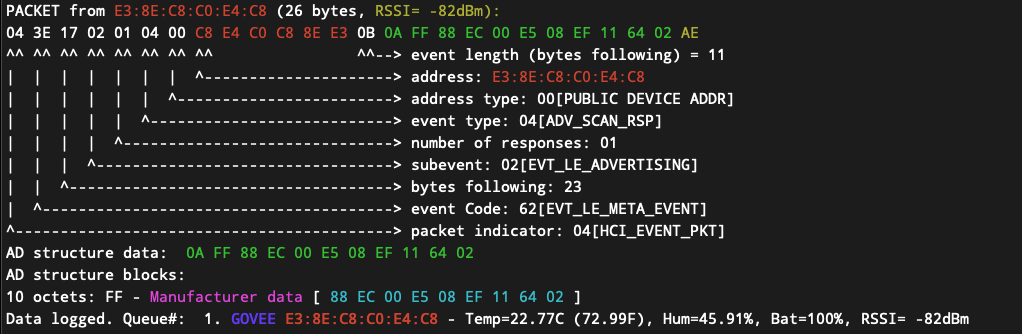 PACKET from E3:8E:C8:C0:E4:C8 (26 bytes, RSSI= -82dBm):
04 3E 17 02 01 04 00 C8 E4 C0 C8 8E E3 0B 0A FF 88 EC 00 E5 08 EF 11 64 02 AE
^^ ^^ ^^ ^^ ^^ ^^ ^^ ^^                ^^--> event length (bytes following) = 11
|  |  |  |  |  |  |  ^---------------------> address: E3:8E:C8:C0:E4:C8
|  |  |  |  |  |  ^------------------------> address type: 00[PUBLIC DEVICE ADDR]
|  |  |  |  |  ^---------------------------> event type: 04[ADV_SCAN_RSP]
|  |  |  |  ^------------------------------> number of responses: 01
|  |  |  ^---------------------------------> subevent: 02[EVT_LE_ADVERTISING]
|  |  ^------------------------------------> bytes following: 23
|  ^---------------------------------------> event Code: 62[EVT_LE_META_EVENT]
^------------------------------------------> packet indicator: 04[HCI_EVENT_PKT]
AD structure data:  0A FF 88 EC 00 E5 08 EF 11 64 02
AD structure blocks:
10 octets: FF - Manufacturer data [ 88 EC 00 E5 08 EF 11 64 02 ]
Data logged. Queue#:  1. GOVEE E3:8E:C8:C0:E4:C8 - Temp=22.77C (72.99F), Hum=45.91%, Bat=100%, RSSI= -82dBm